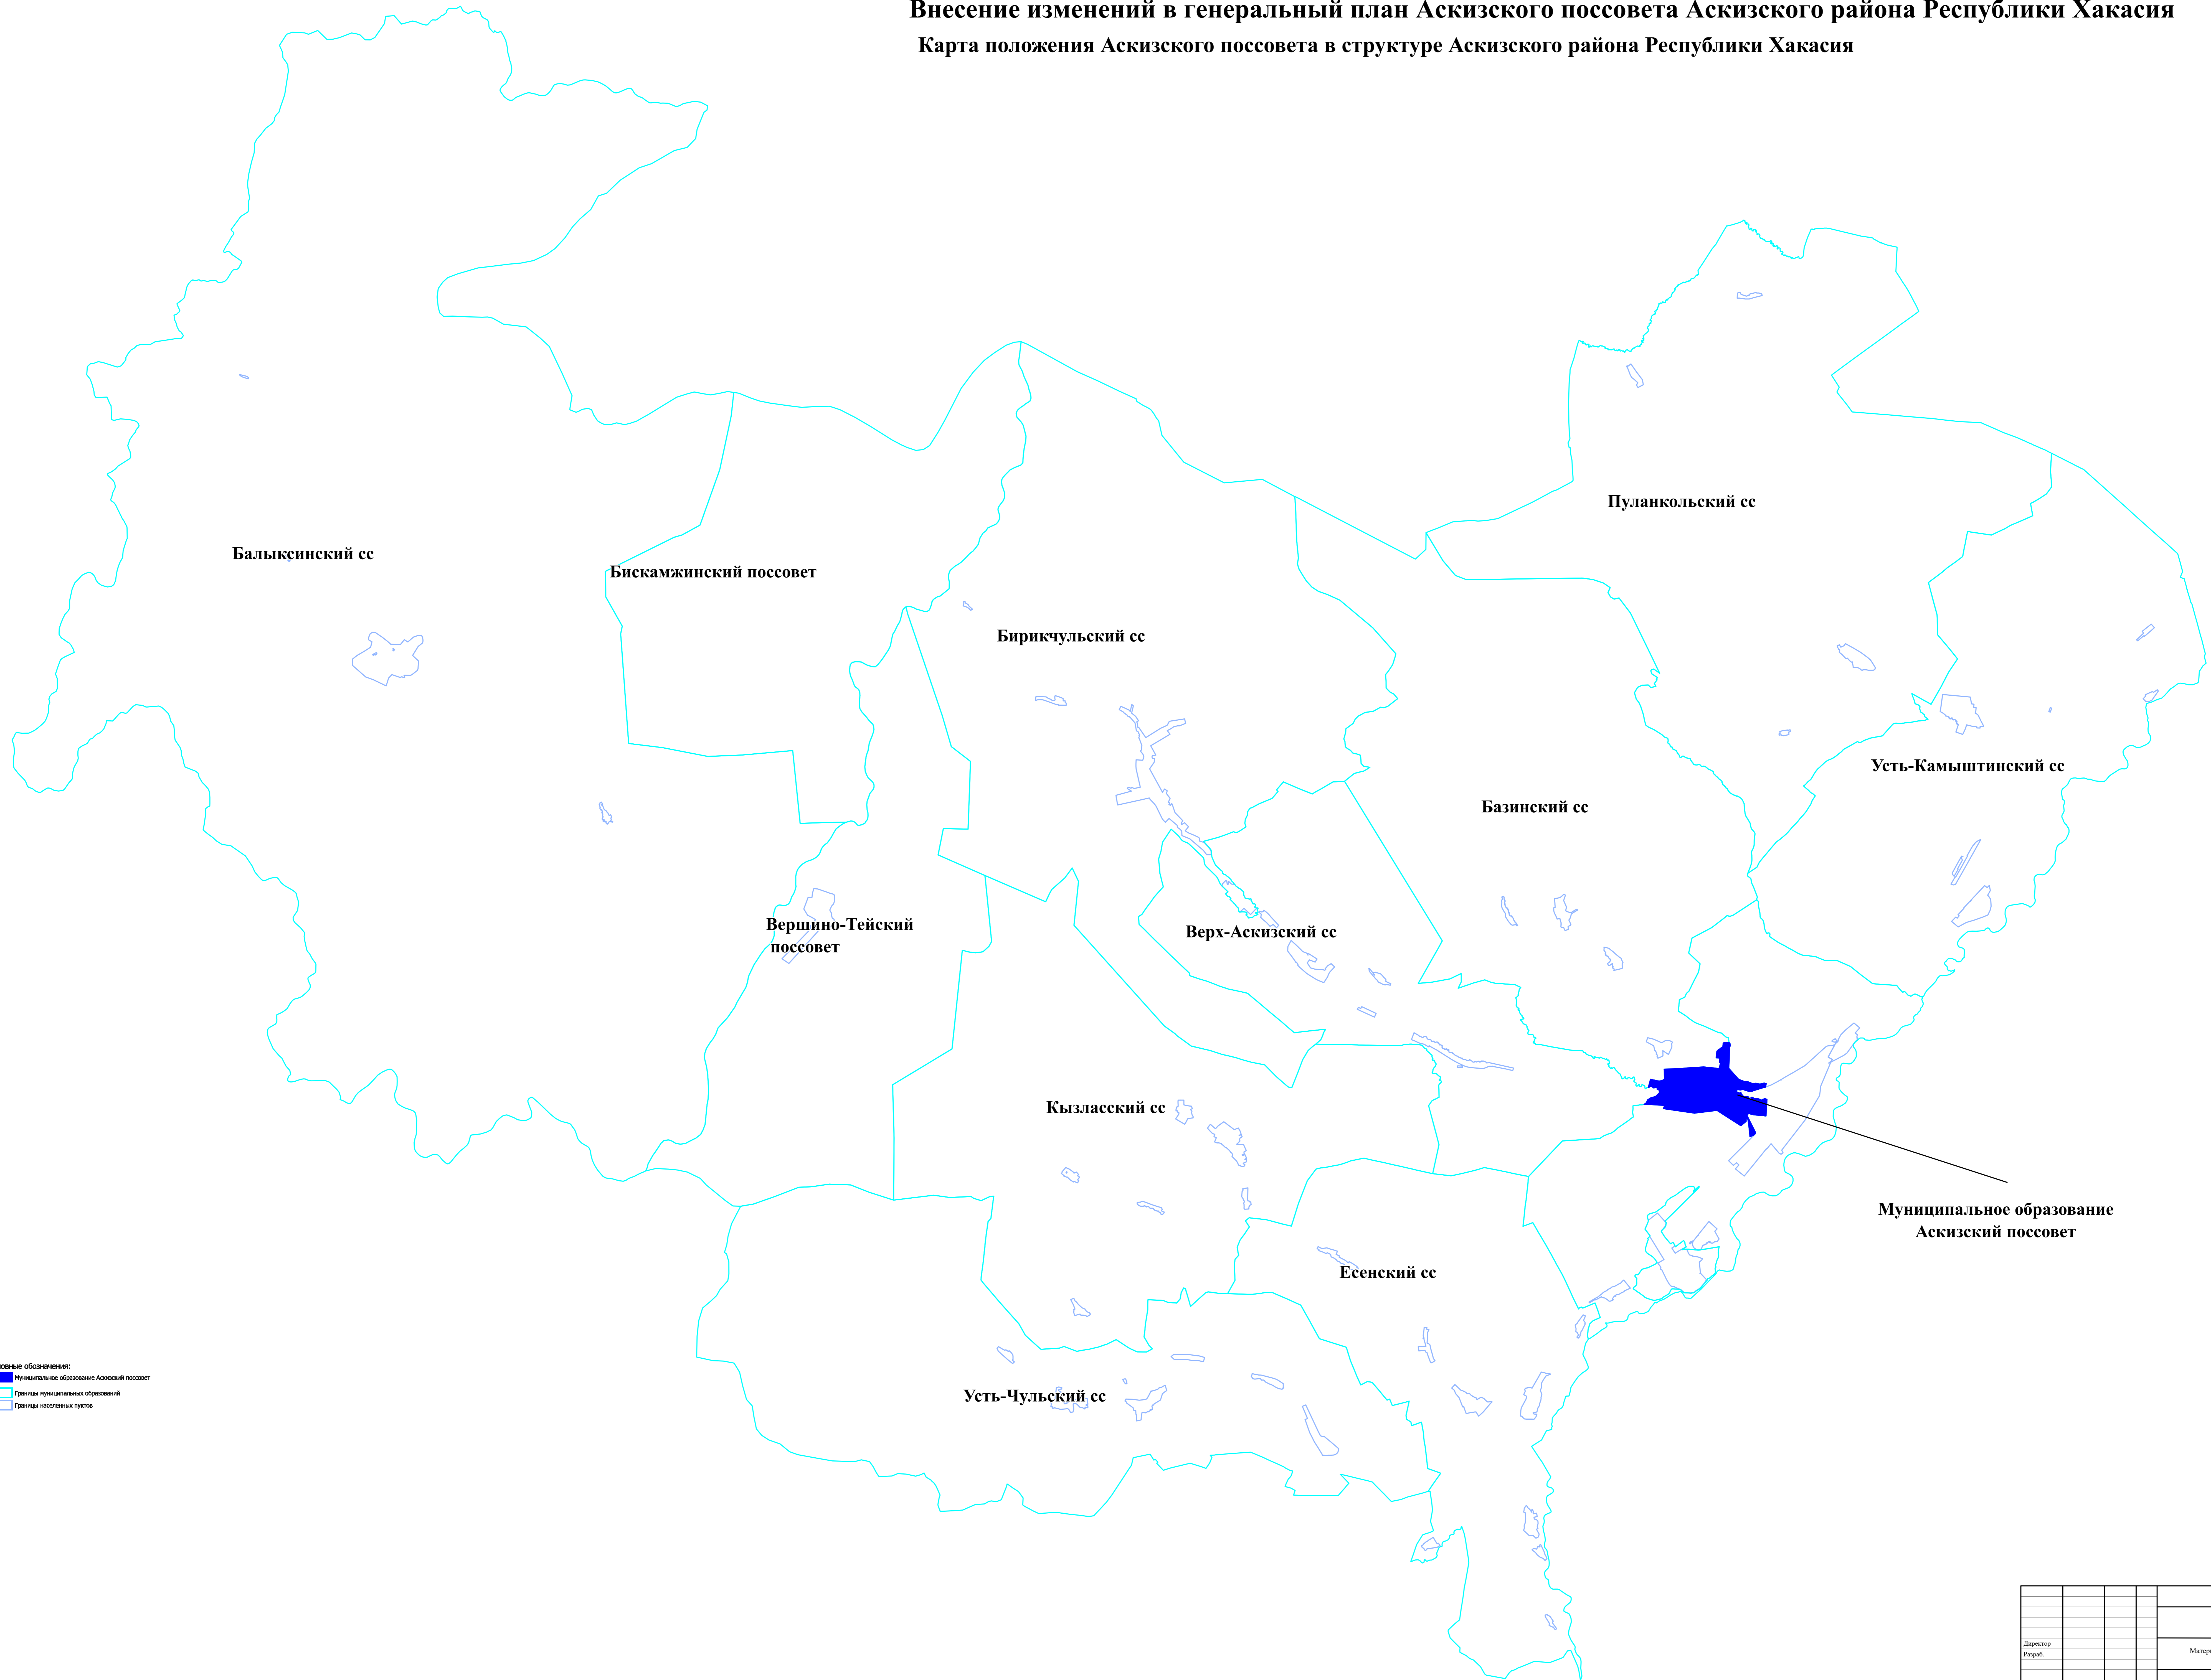 Внесение изменений в генеральный план Аскизского поссовета Аскизского района Республики Хакасия
Карта положения Аскизского поссовета в структуре Аскизского района Республики Хакасия
Пуланкольский сс
Балыксинский сс
Бискамжинский поссовет
Бирикчульский сс
Усть-Камыштинский сс
Базинский сс
Вершино-Тейский
поссовет
Верх-Аскизский сс
Кызласский сс
Муниципальное образование
Аскизский поссовет
Есенский сс
Усть-Чульский сс
овные обозначения:
Муниципальное образование Аскизский поссовет
Границы муниципальных образований
Границы населенных пуктов
Директор
Разраб.